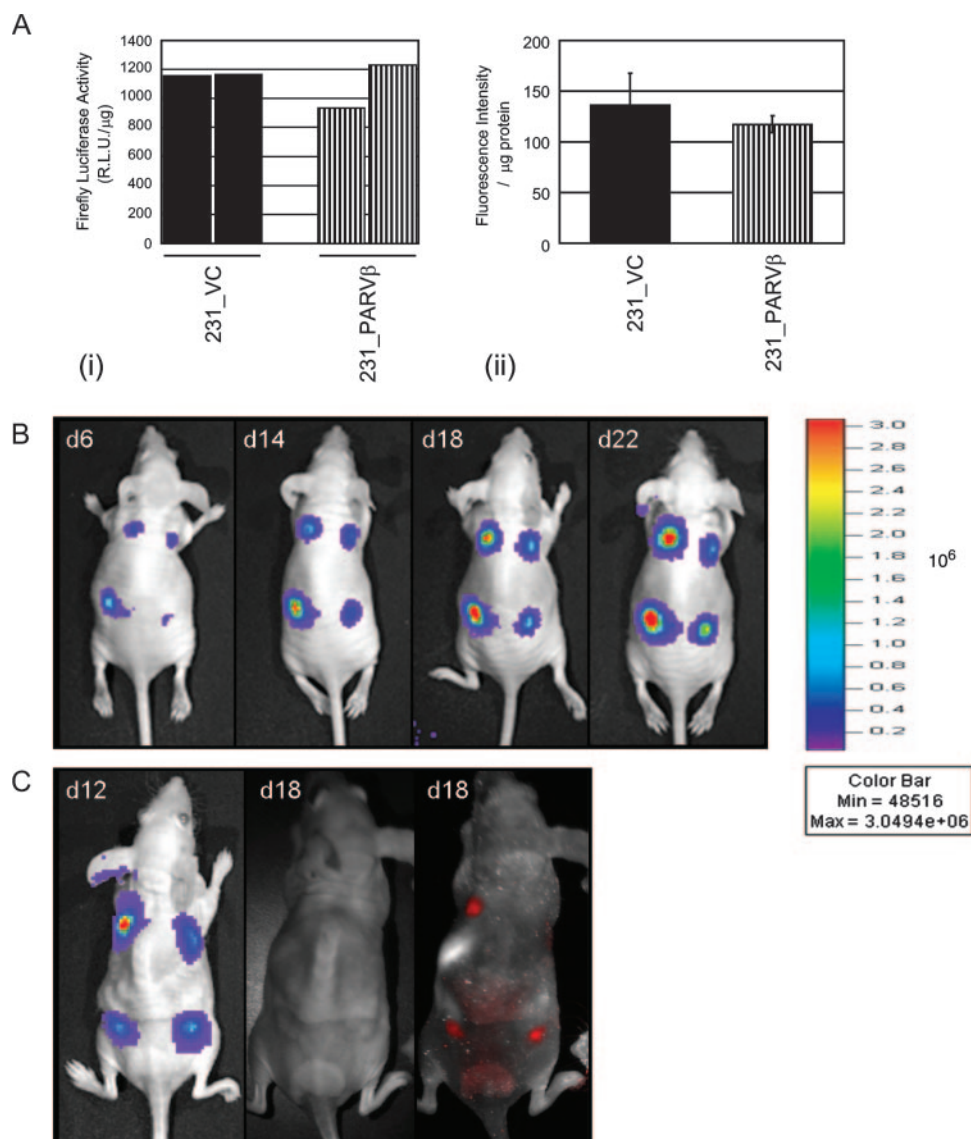 A
1400
1200
1000
800
600
400
200
0
Firefly Luciferase Activity
(R.L.U./µg)
231_VC
231_PARVβ
(i)
200
150
100
50
0
Fluorescence Intensity
/ µg protein
231_VC
231_PARVβ
(ii)
B
d6
d14
d18
d22
3.0
2.8
2.6
2.4
2.2
2.0
1.8
1.6
1.4
1.2
1.0
0.8
0.6
0.4
0.2
10⁶
Color Bar
Min = 48516
Max = 3.0494e+06
C
d12
d18
d18